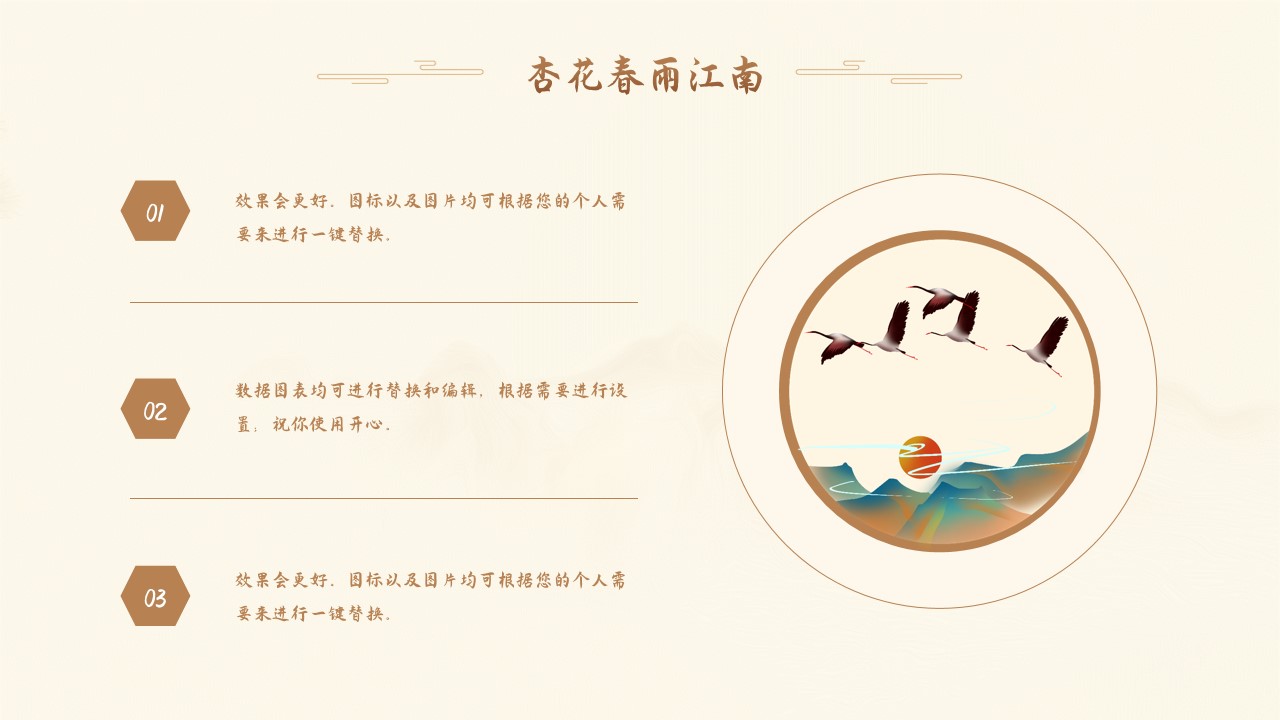 杏花春雨江南
01
效果会更好. 图标以及图片均可根据您的个人需
要来进行一键替换.
02
数据图表均可进行替换和编辑, 根据需要进行设
置; 祝你使用开心.
03
效果会更好. 图标以及图片均可根据您的个人需
要来进行一键替换.